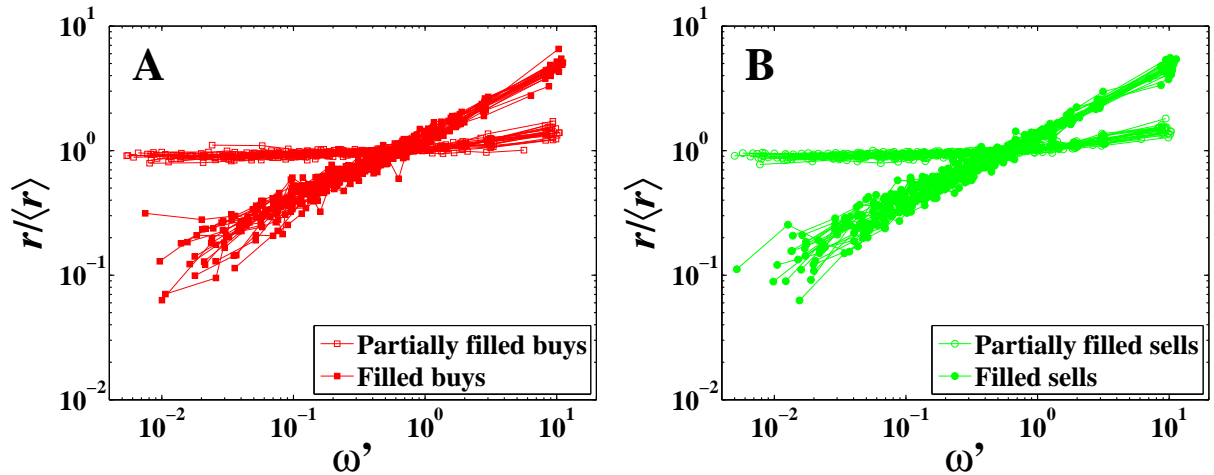 A
10^1
10^0
10^-1
10^-2
r/⟨r⟩
Partially filled buys
Filled buys
10^-2 10^-1 10^0 10^1
ω’
B
10^1
10^0
10^-1
10^-2
r/⟨r⟩
Partially filled sells
Filled sells
10^-2 10^-1 10^0 10^1
ω’